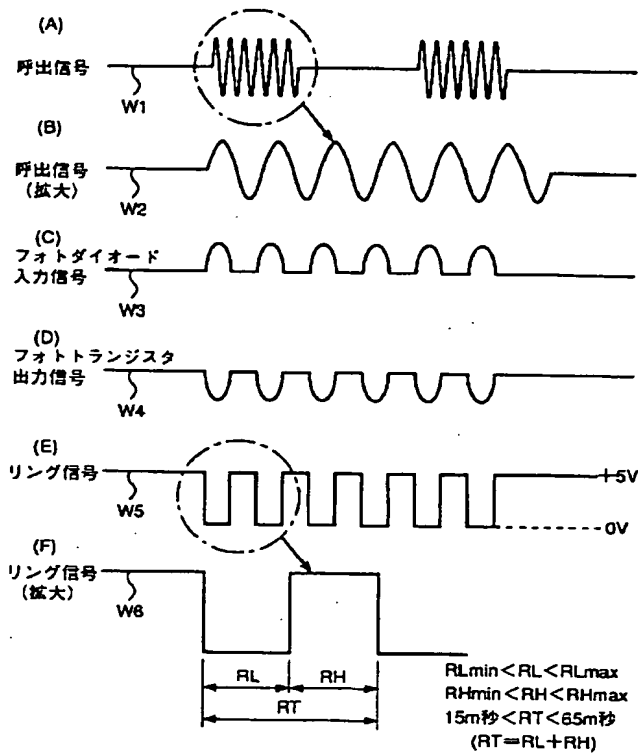 (A)
呼出信号
W1
(B)
呼出信号
(拡大)
W2
(C)
フォトダイオード
入力信号
W3
(D)
フォトトランジスタ
出力信号
W4
(E)
リング信号
W5
+5V
0V
(F)
リング信号
(拡大)
W6
RL
RH
RT
RLmin<RL<RLmax
RHmin<RH<RHmax
15m秒<RT<65m秒
(RT=RL+RH)